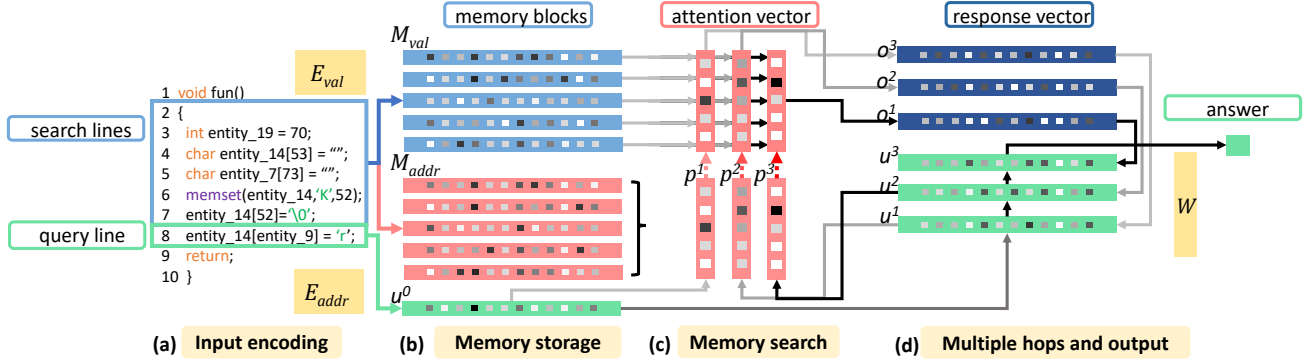 memory blocks
attention vector
response vector
M_val
E_val
o^3
o^2
o^1
answer
1 void fun()
2 {
3 int entity_19 = 70;
4 char entity_14[53] = “”;
5 char entity_7[73] = “”;
6 memset(entity_14,‘K’,52);
7 entity_14[52]=‘\0’;
8 entity_14[entity_9] = ‘r’;
9 return;
10 }
search lines
query line
M_addr
p^1 p^2 p^3
u^3
u^2
u^1
W
E_addr
u^0
(a) Input encoding
(b) Memory storage
(c) Memory search
(d) Multiple hops and output